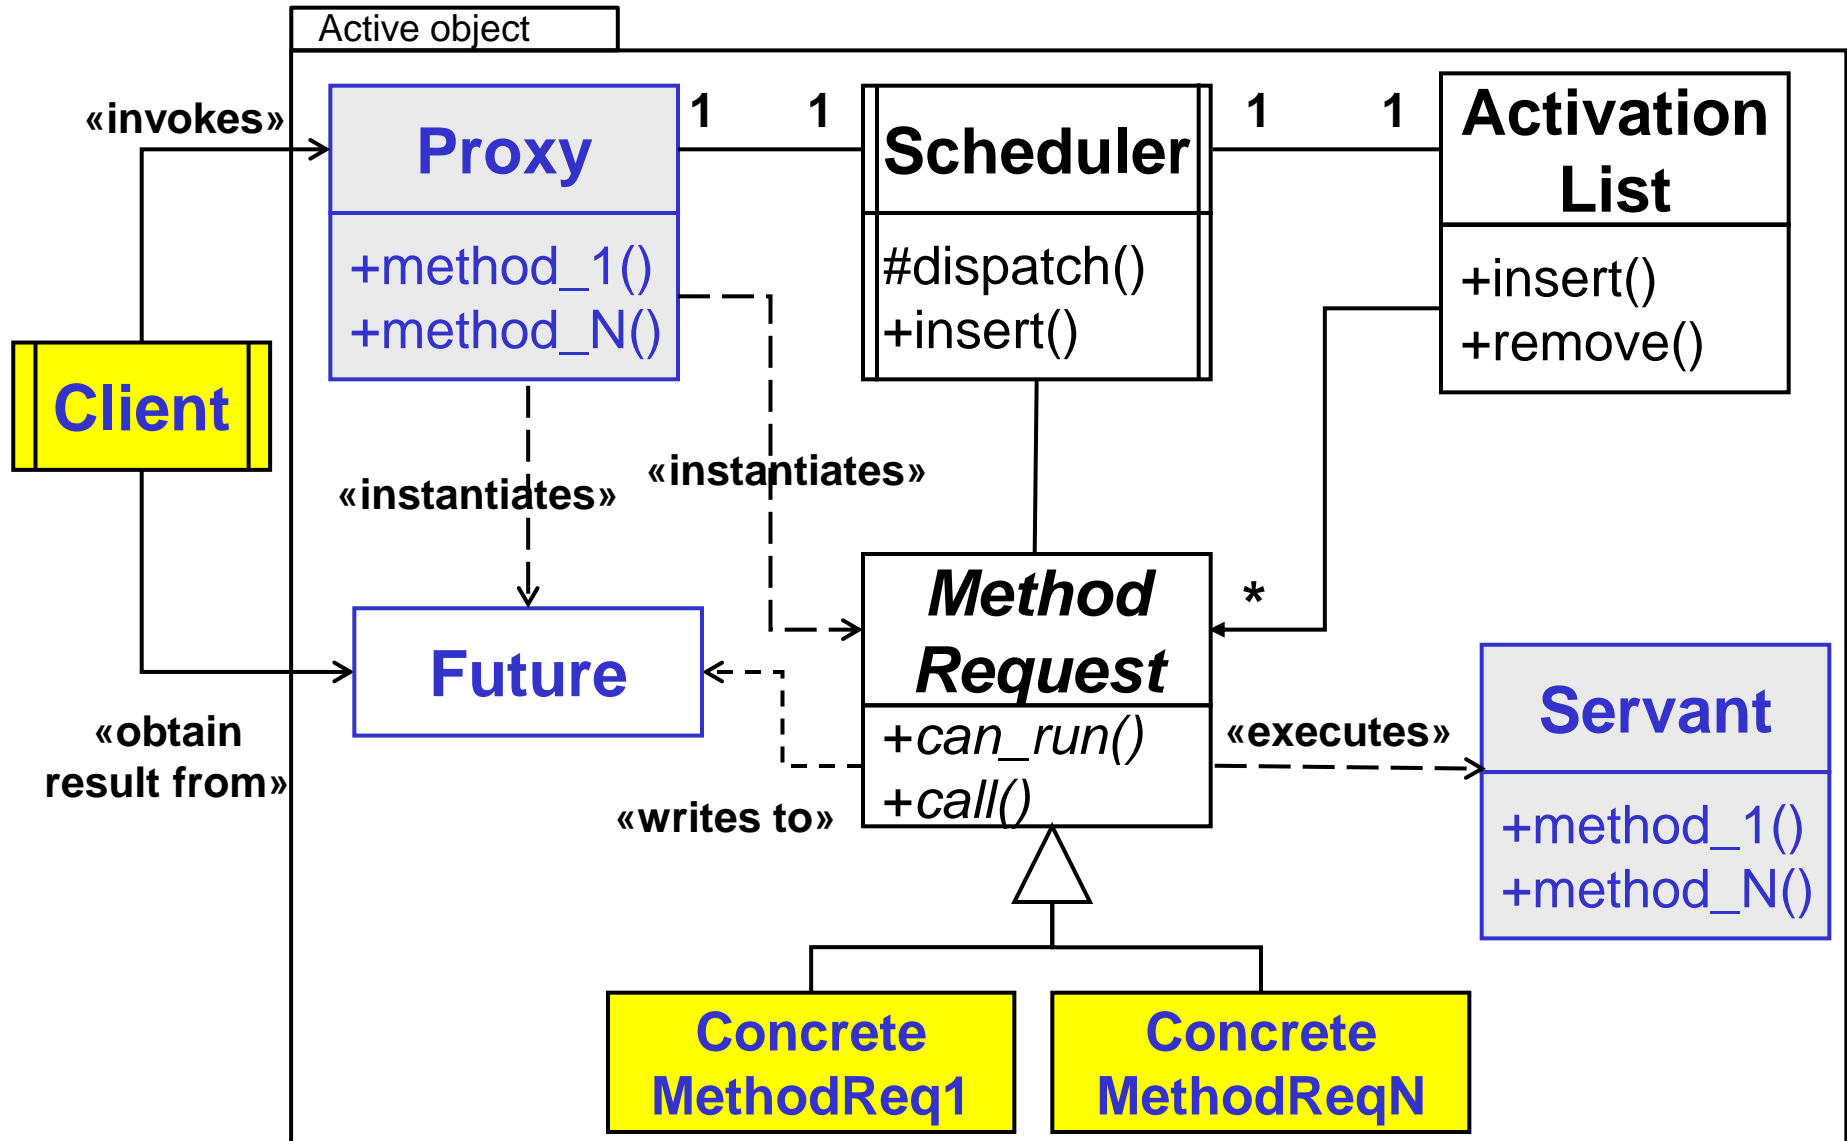 Active object
«invokes»
Proxy
1
1
Scheduler
1
1
Activation
List
+method_1()
+method_N()
#dispatch()
+insert()
+insert()
+remove()
Client
«instantiates»
«instantiates»
Method
Request
*
Future
+can_run()
+call()
«obtain
result from»
«writes to»
«executes»
Servant
+method_1()
+method_N()
Concrete
MethodReq1
Concrete
MethodReqN